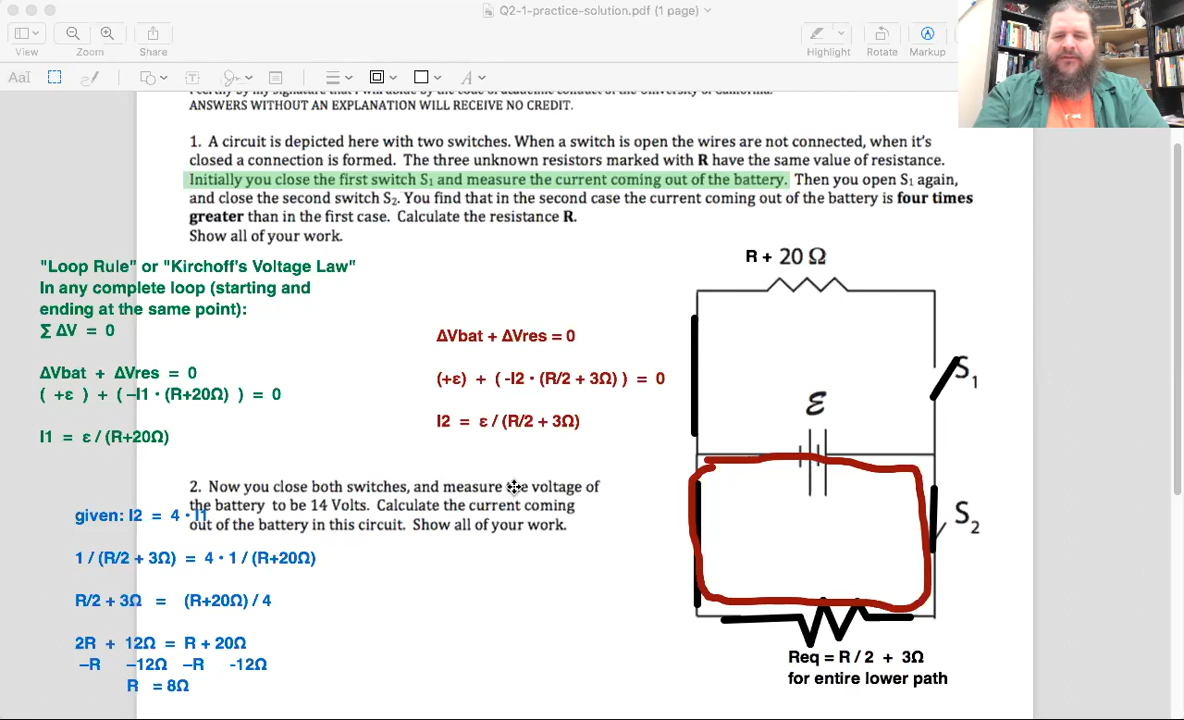 Q2-1-practice-solution.pdf (1 page)
View
Zoom
Share
Highlight
Rotate
Markup
AaI
A
ANSWERS WITHOUT AN EXPLANATION WILL RECEIVE NO CREDIT.
1. A circuit is depicted here with two switches. When a switch is open the wires are not connected, when it's
closed a connection is formed. The three unknown resistors marked with R have the same value of resistance.
Initially you close the first switch S₁ and measure the current coming out of the battery. Then you open S₁ again,
and close the second switch S₂. You find that in the second case the current coming out of the battery is four times
greater than in the first case. Calculate the resistance R.
Show all of your work.
"Loop Rule" or "Kirchoff's Voltage Law"
In any complete loop (starting and
ending at the same point):
∑ ΔV = 0
ΔVbat + ΔVres = 0
( +ε ) + ( –I1 · (R+20Ω) ) = 0
I1 = ε / (R+20Ω)
ΔVbat + ΔVres = 0
(+ε) + ( -I2 · (R/2 + 3Ω) ) = 0
I2 = ε / (R/2 + 3Ω)
R + 20 Ω
S₁
ε
S₂
Req = R / 2 + 3Ω
for entire lower path
2. Now you close both switches, and measure voltage of
the battery to be 14 Volts. Calculate the current coming
out of the battery in this circuit. Show all of your work.
given: I2 = 4 · I1
1 / (R/2 + 3Ω) = 4 · 1 / (R+20Ω)
R/2 + 3Ω = (R+20Ω) / 4
2R + 12Ω = R + 20Ω
–R –12Ω –R -12Ω
R = 8Ω